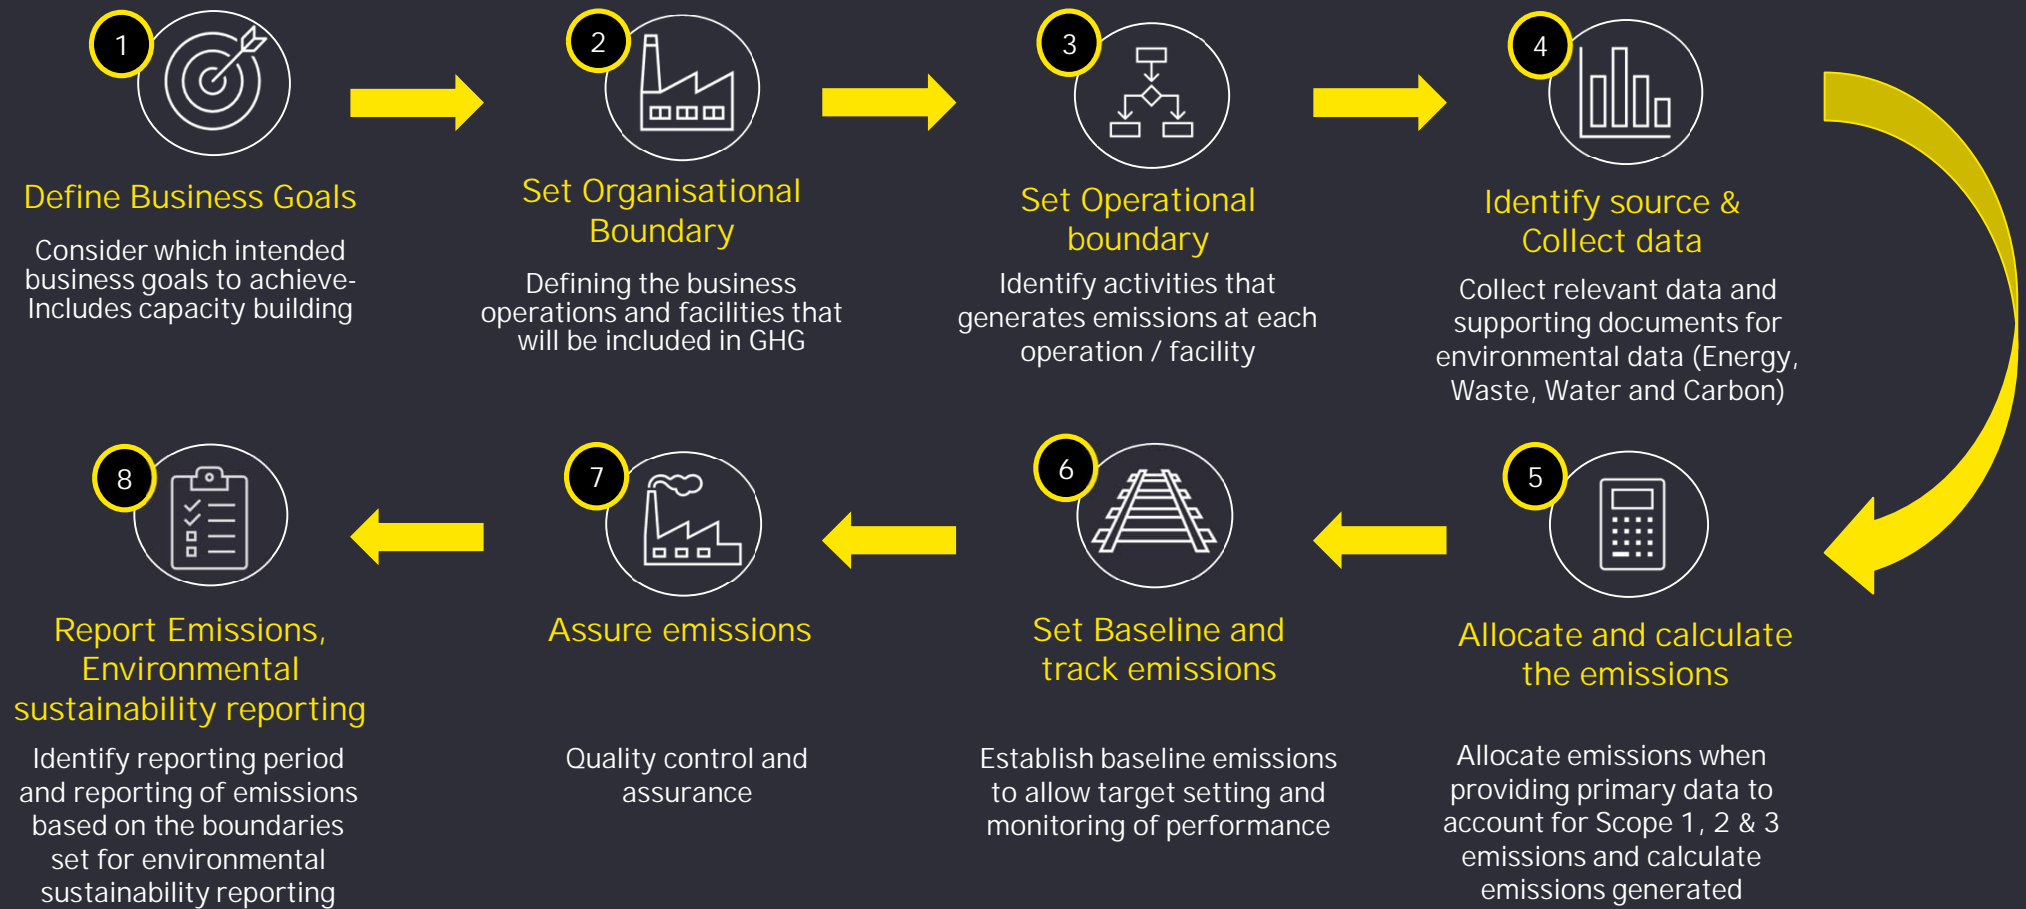 1
Define Business Goals
Consider which intended
business goals to achieve-
Includes capacity building
2
Set Organisational
Boundary
Defining the business
operations and facilities that
will be included in GHG
3
Set Operational
boundary
Identify activities that
generates emissions at each
operation / facility
4
Identify source &
Collect data
Collect relevant data and
supporting documents for
environmental data (Energy,
Waste, Water and Carbon)
5
Allocate and calculate
the emissions
Allocate emissions when
providing primary data to
account for Scope 1, 2 & 3
emissions and calculate
emissions generated
6
Set Baseline and
track emissions
Establish baseline emissions
to allow target setting and
monitoring of performance
7
Assure emissions
Quality control and
assurance
8
Report Emissions,
Environmental
sustainability reporting
Identify reporting period
and reporting of emissions
based on the boundaries
set for environmental
sustainability reporting